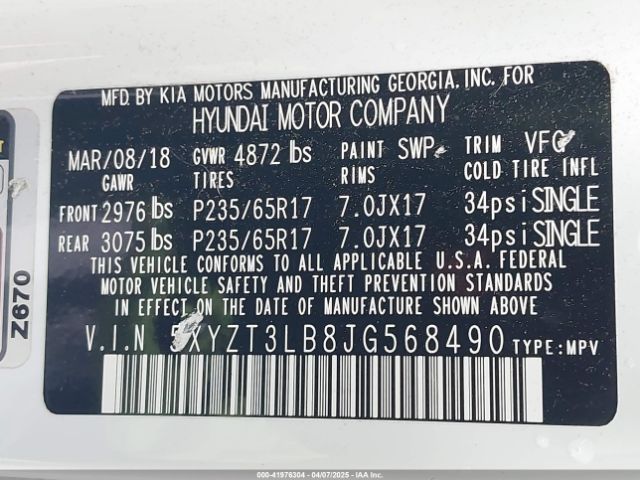 MFD. BY KIA MOTORS MANUFACTURING GEORGIA, INC. FOR
HYUNDAI MOTOR COMPANY
MAR/08/18 GVWR 4872 lbs PAINT SWP TRIM VFG
GAWR TIRES RIMS COLD TIRE INFL
FRONT 2976 lbs P235/65R17 7.0JX17 34psi SINGLE
REAR 3075 lbs P235/65R17 7.0JX17 34psi SINGLE
THIS VEHICLE CONFORMS TO ALL APPLICABLE U.S.A. FEDERAL
MOTOR VEHICLE SAFETY AND THEFT PREVENTION STANDARDS
IN EFFECT ON THE DATE OF MANUFACTURE SHOWN ABOVE.
V.I.N 5XYZT3LB8JG568490 TYPE:MPV
Z670
000-41976304 - 04/07/2025 - IAA Inc.